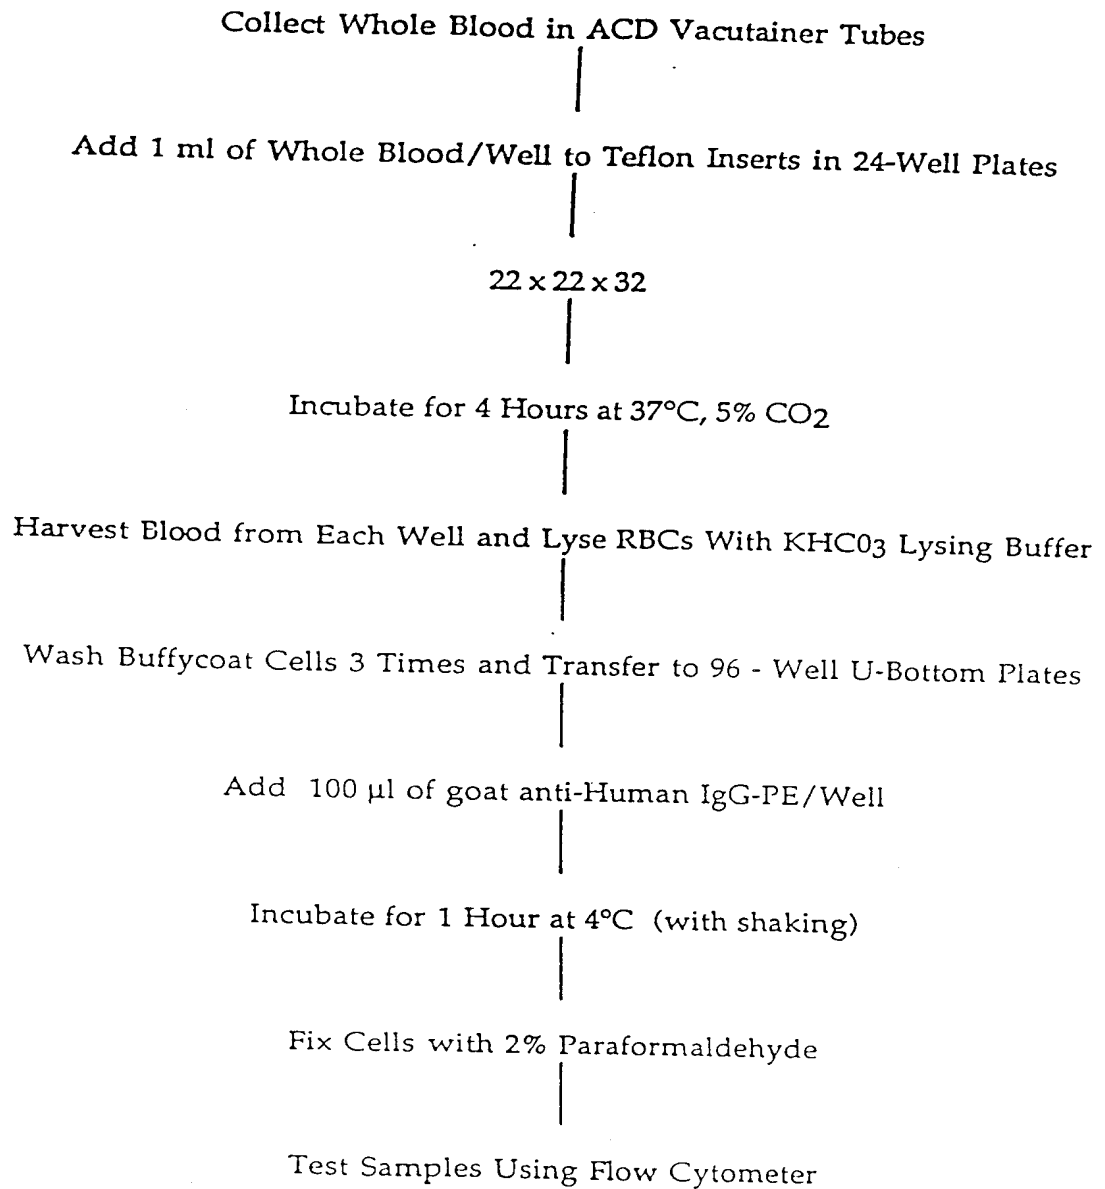 Collect Whole Blood in ACD Vacutainer Tubes
Add 1 ml of Whole Blood/Well to Teflon Inserts in 24-Well Plates
22 x 22 x 32
Incubate for 4 Hours at 37°C, 5% CO2
Harvest Blood from Each Well and Lyse RBCs With KHC03 Lysing Buffer
Wash Buffycoat Cells 3 Times and Transfer to 96 - Well U-Bottom Plates
Add 100 µl of goat anti-Human IgG-PE/Well
Incubate for 1 Hour at 4°C (with shaking)
Fix Cells with 2% Paraformaldehyde
Test Samples Using Flow Cytometer